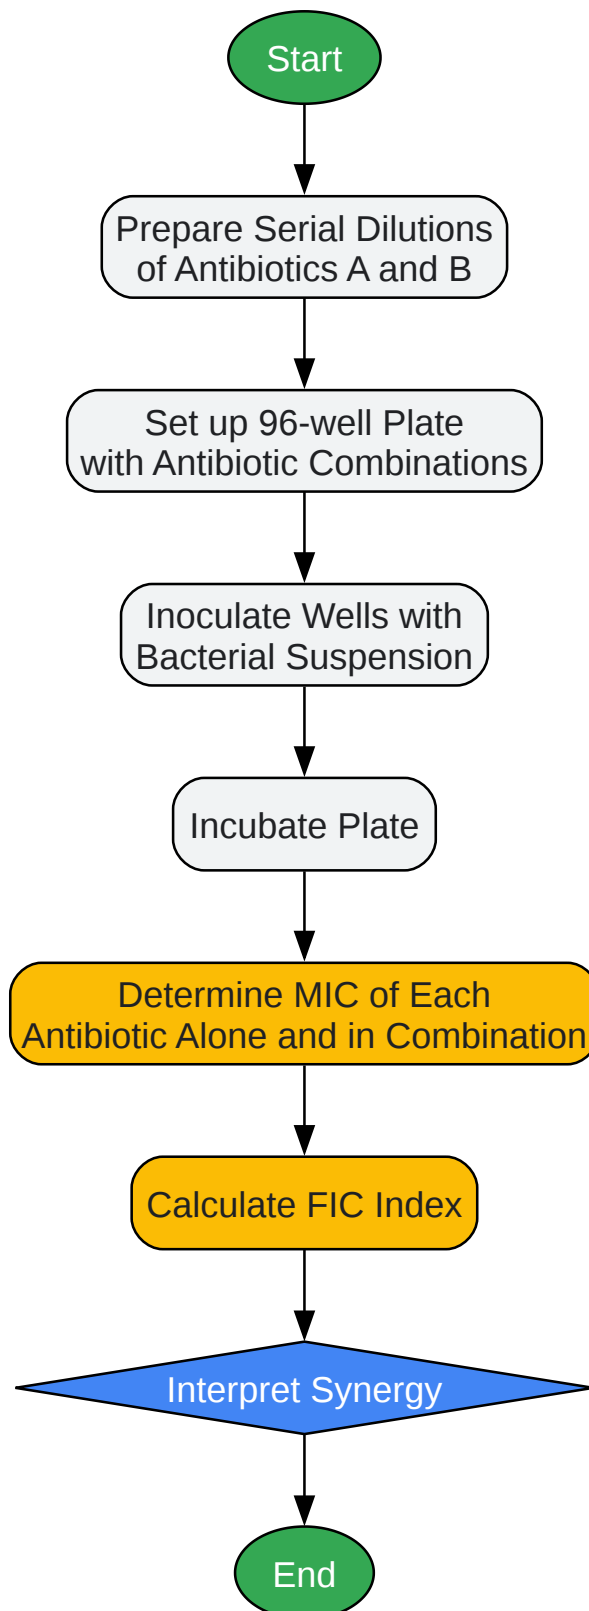 Start
Prepare Serial Dilutions
of Antibiotics A and B
Set up 96-well Plate
with Antibiotic Combinations
Inoculate Wells with
Bacterial Suspension
Incubate Plate
Determine MIC of Each
Antibiotic Alone and in Combination
Calculate FIC Index
Interpret Synergy
End